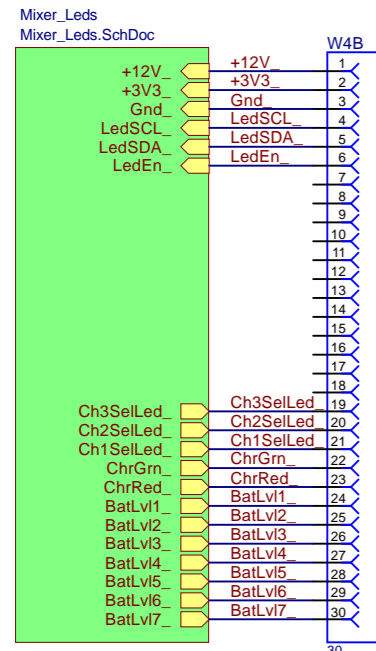 Mixer_Leds
Mixer_Leds.SchDoc
W4B
+12V_ +12V_ 1
+3V3_ +3V3_ 2
Gnd_ Gnd_ 3
LedSCL_ LedSCL_ 4
LedSDA_ LedSDA_ 5
LedEn_ LedEn_ 6
7
8
9
10
11
12
13
14
15
16
17
18
Ch3SelLed_ Ch3SelLed_ 19
Ch2SelLed_ Ch2SelLed_ 20
Ch1SelLed_ Ch1SelLed_ 21
ChrGrn_ ChrGrn_ 22
ChrRed_ ChrRed_ 23
BatLvl1_ BatLvl1_ 24
BatLvl2_ BatLvl2_ 25
BatLvl3_ BatLvl3_ 26
BatLvl4_ BatLvl4_ 27
BatLvl5_ BatLvl5_ 28
BatLvl6_ BatLvl6_ 29
BatLvl7_ BatLvl7_ 30
30